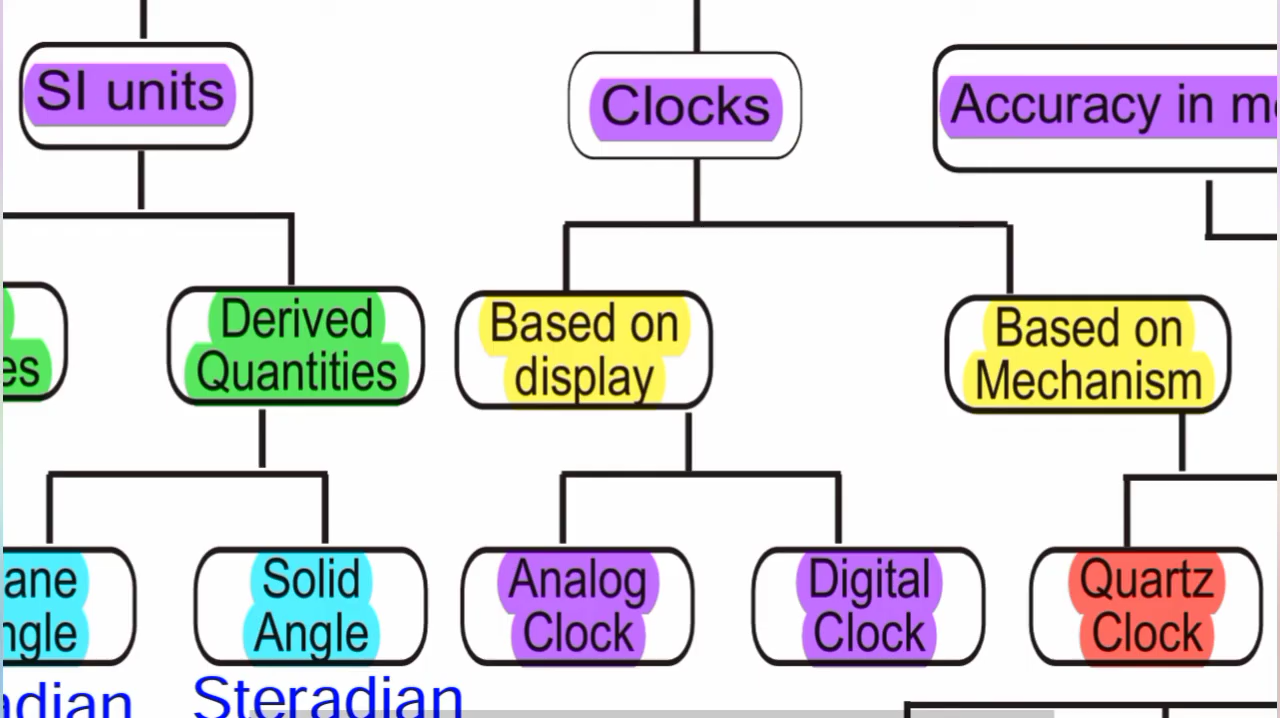 SI units
Clocks
Accuracy in
Derived
Quantities
Based on
display
Based on
Mechanism
Solid
Angle
Analog
Clock
Digital
Clock
Quartz
Clock
Steradian